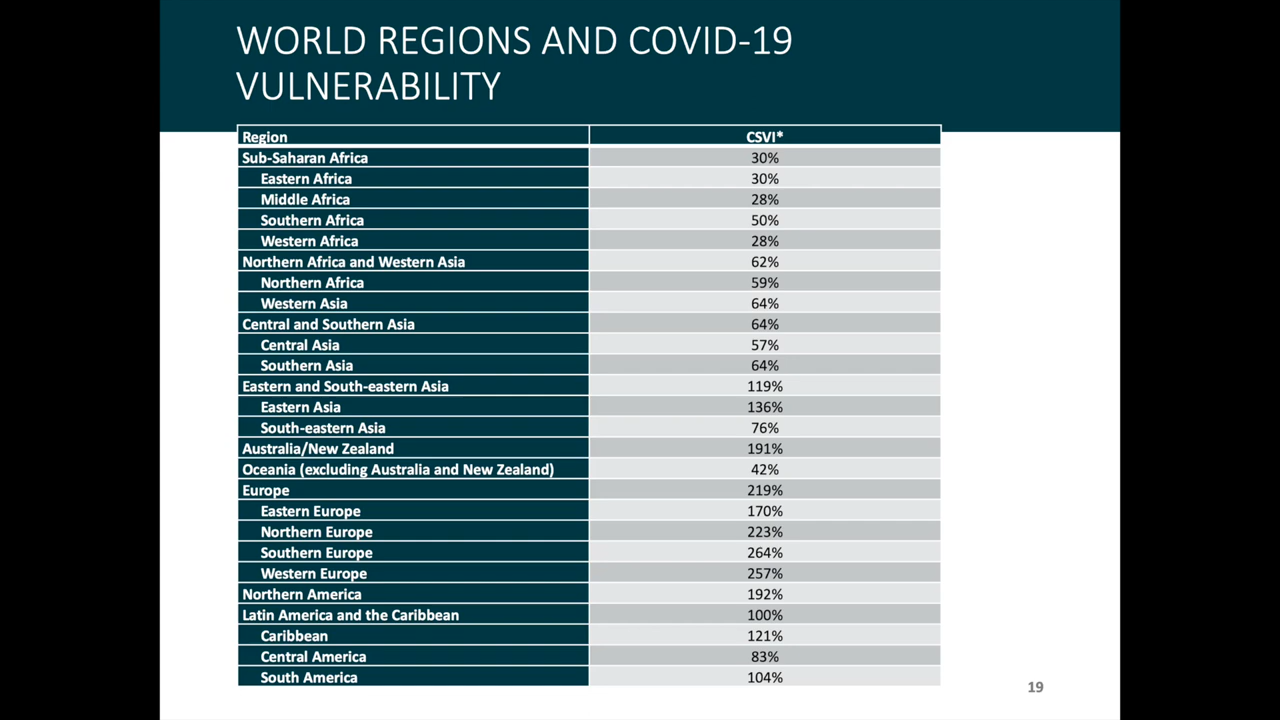 WORLD REGIONS AND COVID-19
VULNERABILITY
Region CSVI*
Sub-Saharan Africa 30%
Eastern Africa 30%
Middle Africa 28%
Southern Africa 50%
Western Africa 28%
Northern Africa and Western Asia 62%
Northern Africa 59%
Western Asia 64%
Central and Southern Asia 64%
Central Asia 57%
Southern Asia 64%
Eastern and South-eastern Asia 119%
Eastern Asia 136%
South-eastern Asia 76%
Australia/New Zealand 191%
Oceania (excluding Australia and New Zealand) 42%
Europe 219%
Eastern Europe 170%
Northern Europe 223%
Southern Europe 264%
Western Europe 257%
Northern America 192%
Latin America and the Caribbean 100%
Caribbean 121%
Central America 83%
South America 104%
19